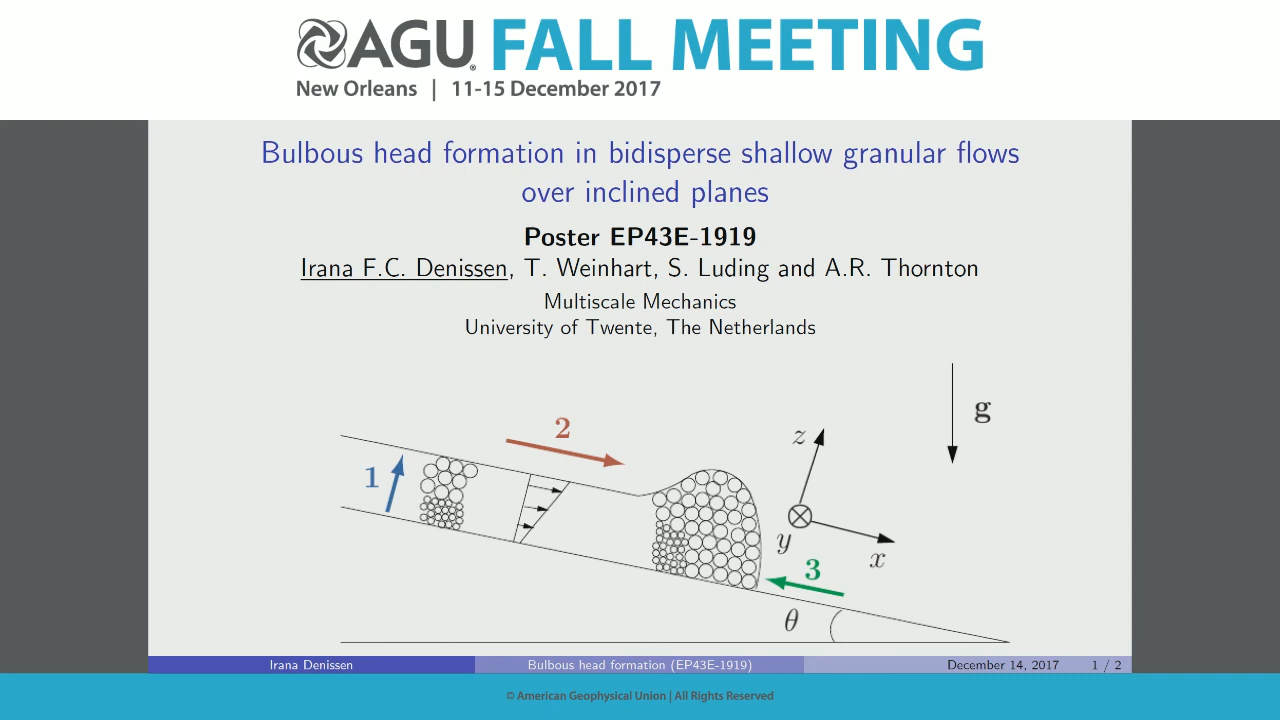 AGU FALL MEETING
New Orleans | 11-15 December 2017
Bulbous head formation in bidisperse shallow granular flows
over inclined planes
Poster EP43E-1919
Irana F.C. Denissen, T. Weinhart, S. Luding and A.R. Thornton
Multiscale Mechanics
University of Twente, The Netherlands
g
2
z
1
y
x
3
θ
Irana Denissen Bulbous head formation (EP43E-1919) December 14, 2017 1 / 2
© American Geophysical Union | All Rights Reserved